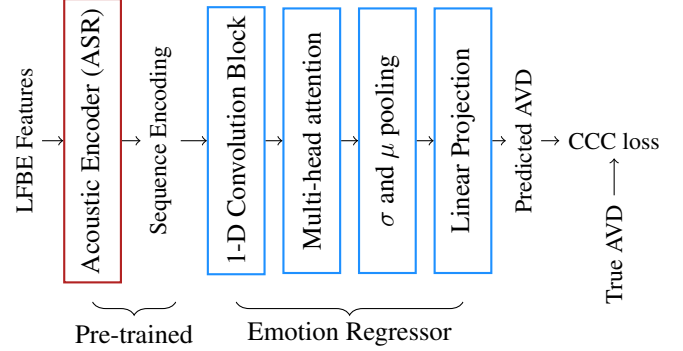 LFBE Features
Acoustic Encoder (ASR)
Sequence Encoding
1-D Convolution Block
Multi-head attention
σ and μ pooling
Linear Projection
Predicted AVD
CCC loss
True AVD
Pre-trained
Emotion Regressor